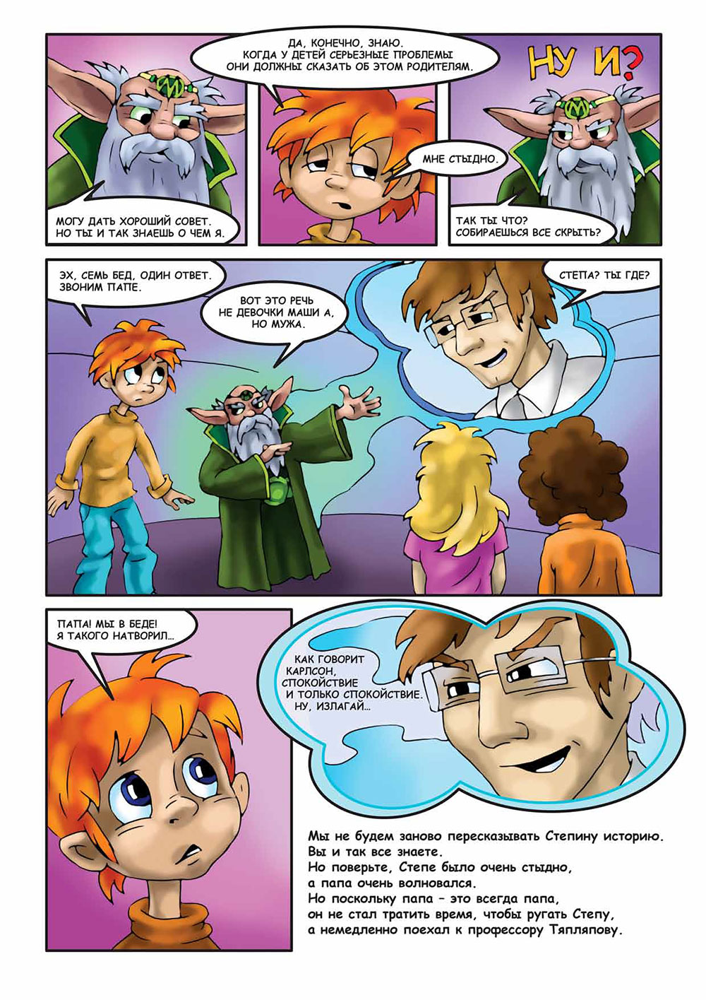 МОГУ ДАТЬ ХОРОШИЙ СОВЕТ.
НО ТЫ И ТАК ЗНАЕШЬ О ЧЕМ Я.
ДА, КОНЕЧНО, ЗНАЮ.
КОГДА У ДЕТЕЙ СЕРЬЕЗНЫЕ ПРОБЛЕМЫ
ОНИ ДОЛЖНЫ СКАЗАТЬ ОБ ЭТОМ РОДИТЕЛЯМ.
МНЕ СТЫДНО.
НУ И?
ТАК ТЫ ЧТО?
СОБИРАЕШЬСЯ ВСЕ СКРЫТЬ?
ЭХ, СЕМЬ БЕД, ОДИН ОТВЕТ.
ЗВОНИМ ПАПЕ.
ВОТ ЭТО РЕЧЬ
НЕ ДЕВОЧКИ МАШИ А,
НО МУЖА.
СТЕПА? ТЫ ГДЕ?
ПАПА! МЫ В БЕДЕ!
Я ТАКОГО НАТВОРИЛ...
КАК ГОВОРИТ
КАРЛСОН,
СПОКОЙСТВИЕ
И ТОЛЬКО СПОКОЙСТВИЕ.
НУ, ИЗЛАГАЙ...
Мы не будем заново пересказывать Степину историю.
Вы и так все знаете.
Но поверьте, Степе было очень стыдно,
а папа очень волновался.
Но поскольку папа – это всегда папа,
он не стал тратить время, чтобы ругать Степу,
а немедленно поехал к профессору Тяпляпову.